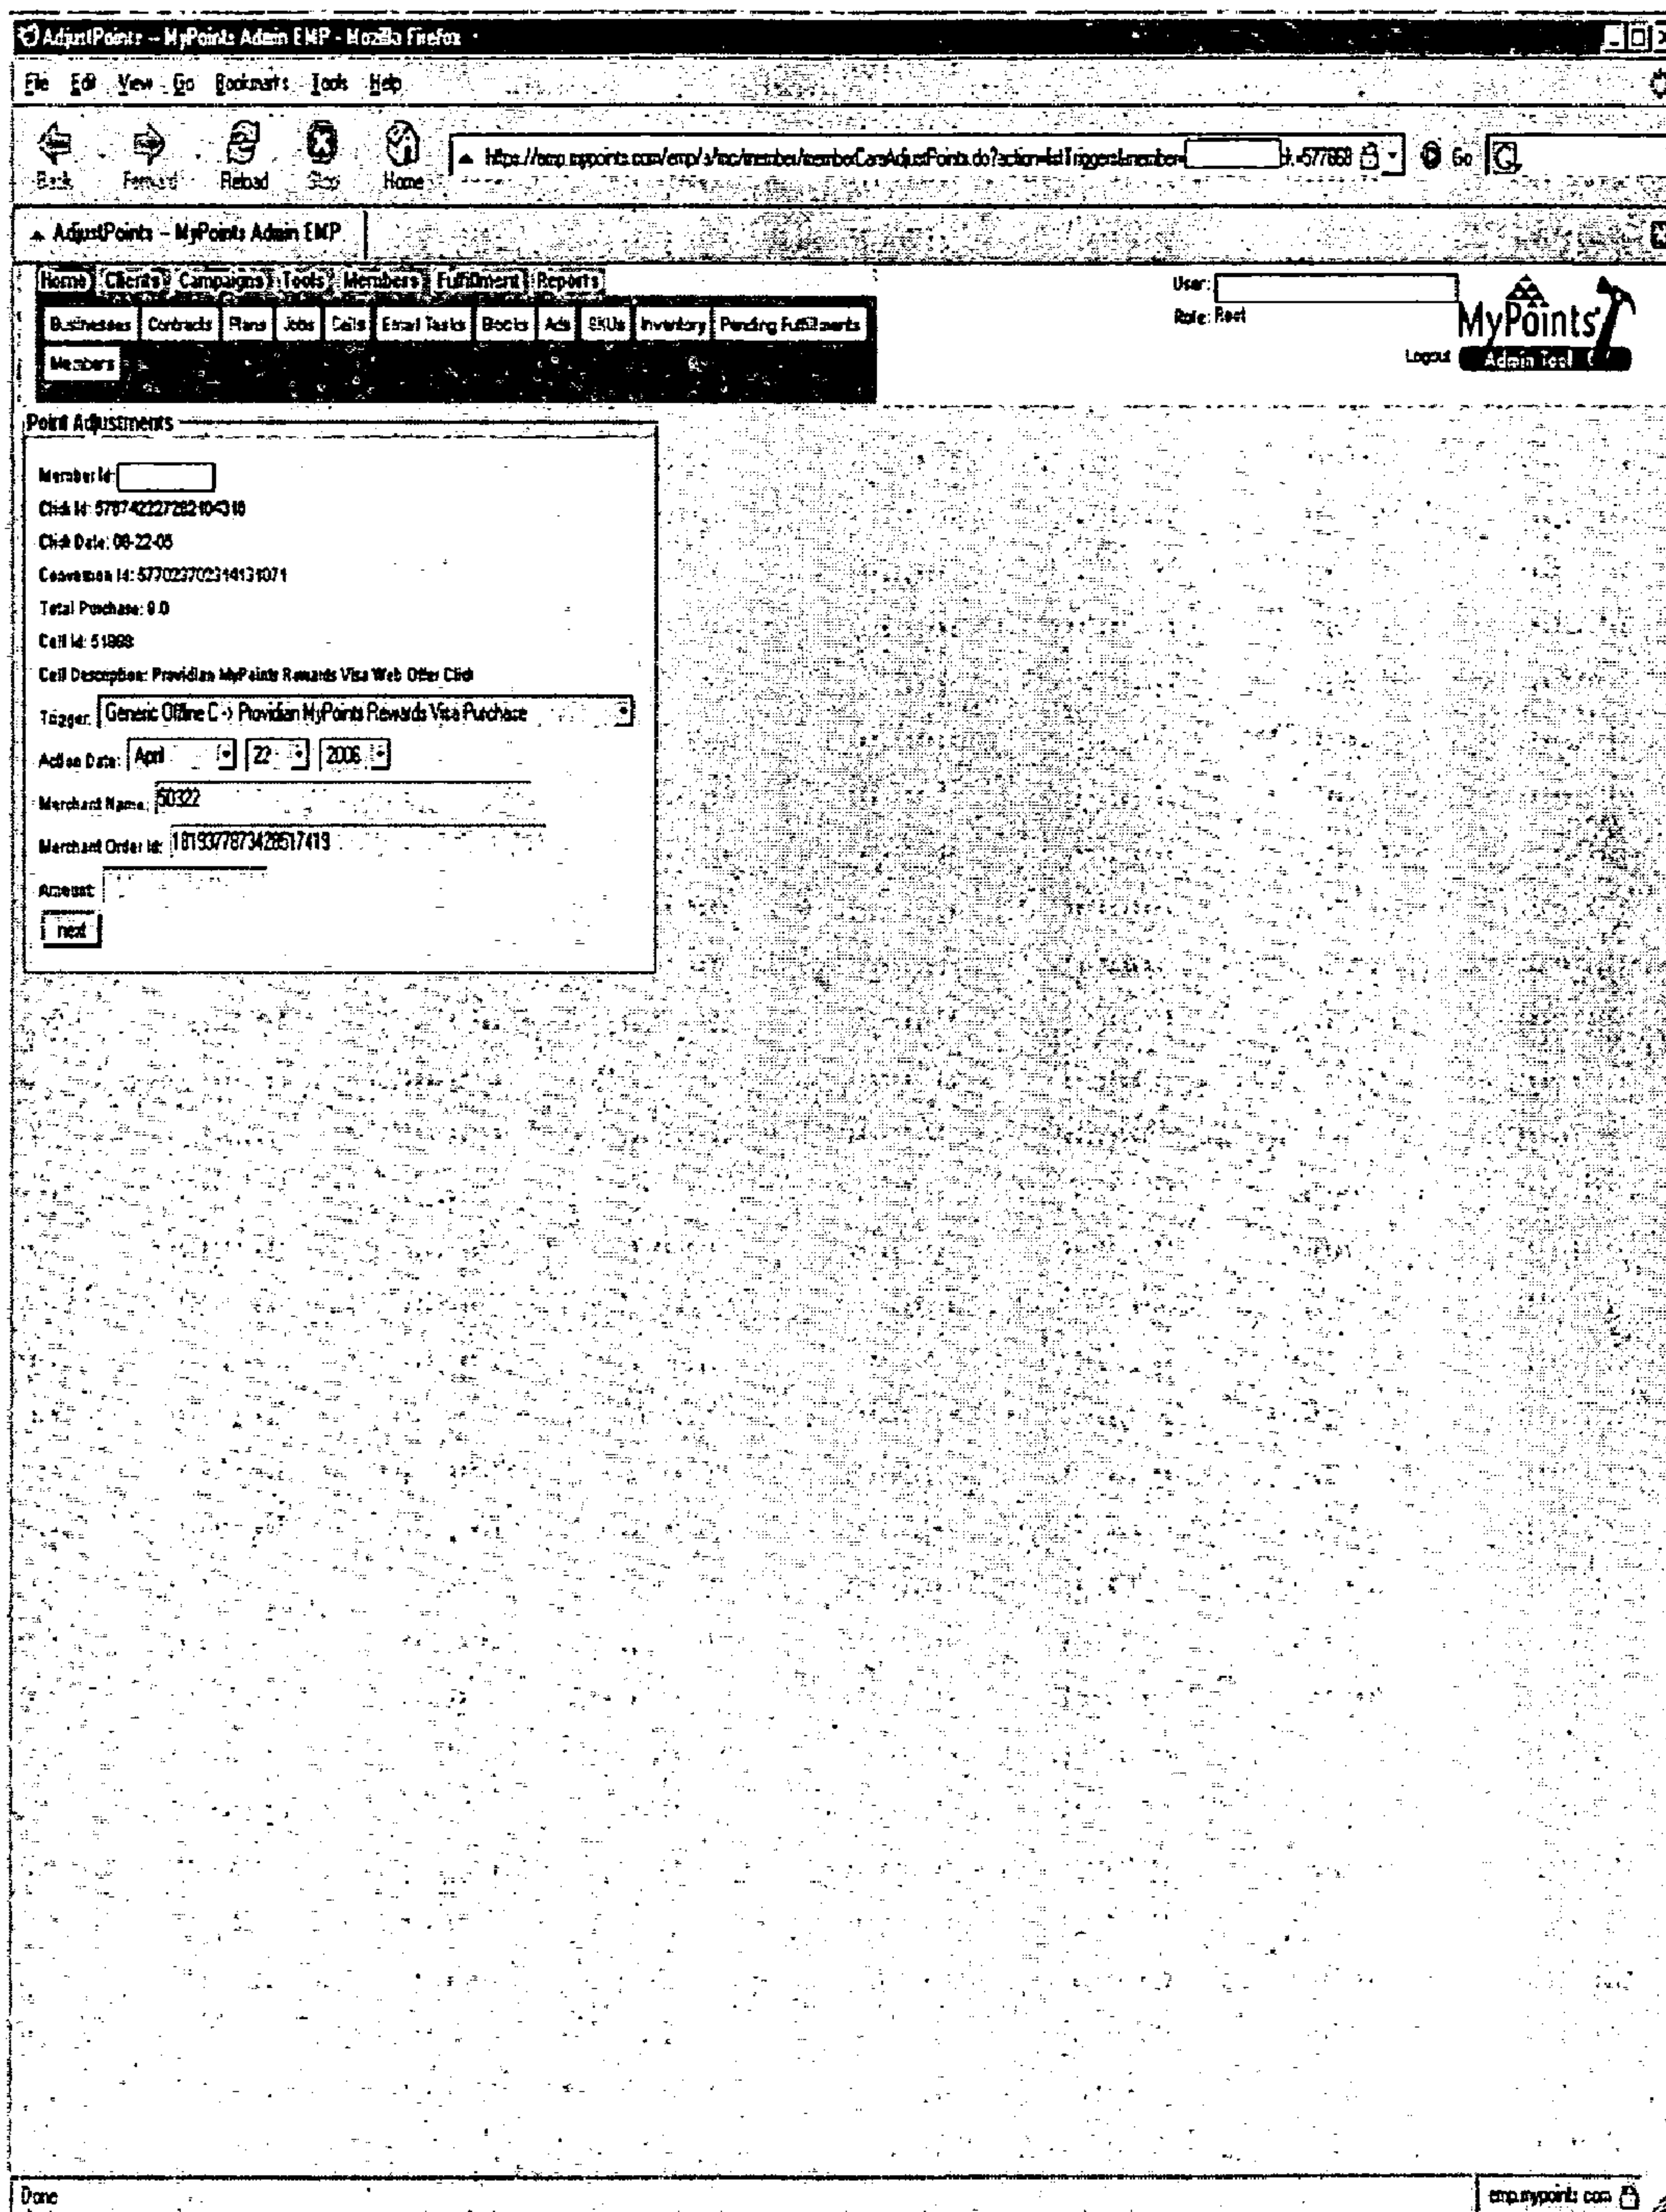 AdjustPoints -- MyPoints Admin EMP - Mozilla Firefox
File Edit View Go Bookmarks Tools Help
Back Forward Reload Stop Home
Go
AdjustPoints -- MyPoints Admin EMP
Home Clients Campaigns Tools Members Fulfillment Reports
User:
Businesses Contracts Plans Jobs Cells Email Tasks Blocks Ads SKUs Inventory Pending Fulfillments
Role: Root
MyPoints
Members
Logout Admin Tool
Point Adjustments
Member Id:
Click Id:
Click Date:
Conversion Id: 577023702314131071
Total Purchase:
Cell Id:
Cell Description: Providian MyPoints Rewards Visa Web Offer Click
Trigger: Generic Offline C -> Providian MyPoints Rewards Visa Purchase
Action Date: April 22 2006
Merchant Name: 50322
Merchant Order Id:
Amount:
next
Done
emp.mypoints.com